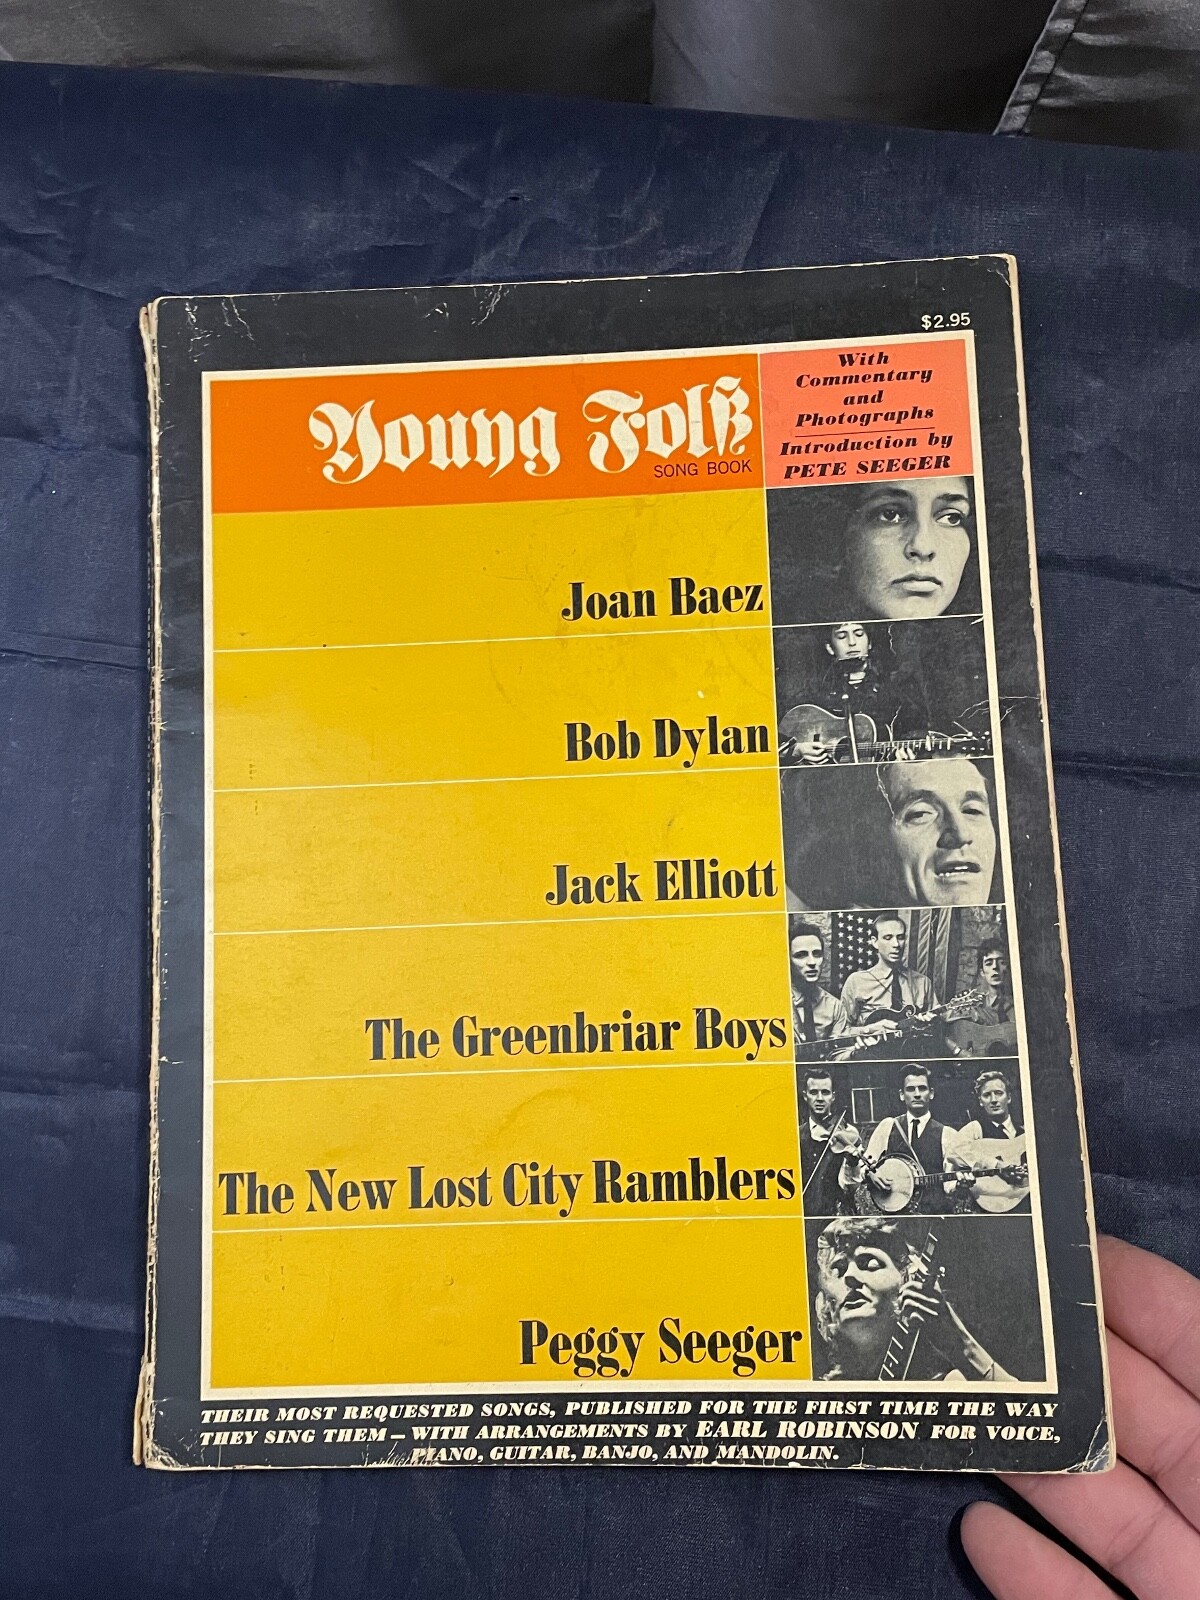 $2.95
Young Folk
SONG BOOK
With
Commentary
and
Photographs
Introduction by
PETE SEEGER
Joan Baez
Bob Dylan
Jack Elliott
The Greenbriar Boys
The New Lost City Ramblers
Peggy Seeger
THEIR MOST REQUESTED SONGS, PUBLISHED FOR THE FIRST TIME THE WAY
THEY SING THEM — WITH ARRANGEMENTS BY EARL ROBINSON FOR VOICE,
PIANO, GUITAR, BANJO, AND MANDOLIN.